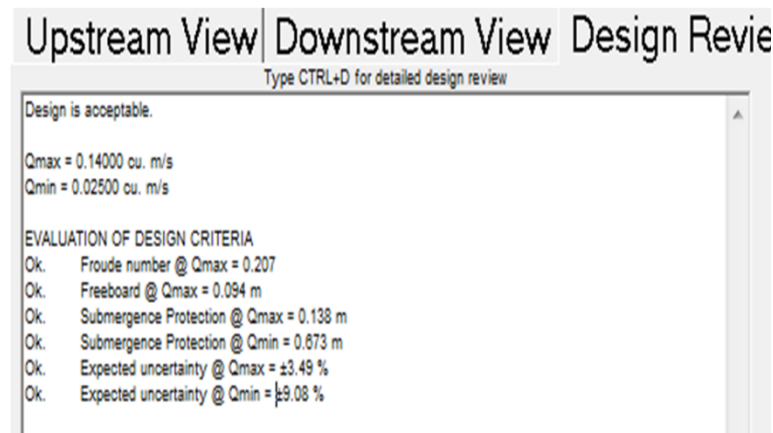 Upstream View Downstream View Design Revie
Type CTRL+D for detailed design review
Design is acceptable.
Qmax = 0.14000 cu. m/s
Qmin = 0.02500 cu. m/s
EVALUATION OF DESIGN CRITERIA
Ok. Froude number @ Qmax = 0.207
Ok. Freeboard @ Qmax = 0.094 m
Ok. Submergence Protection @ Qmax = 0.138 m
Ok. Submergence Protection @ Qmin = 0.673 m
Ok. Expected uncertainty @ Qmax = ±3.49 %
Ok. Expected uncertainty @ Qmin = ±9.08 %